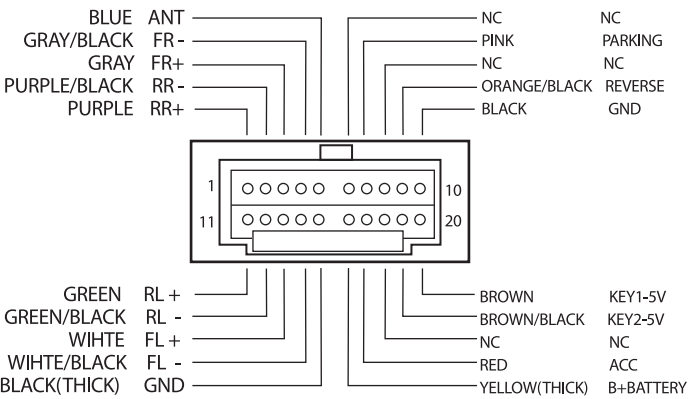 BLUE ANT NC NC
GRAY/BLACK FR - PINK PARKING
GRAY FR+ NC NC
PURPLE/BLACK RR - ORANGE/BLACK REVERSE
PURPLE RR+ BLACK GND
1 10
11 20
GREEN RL + BROWN KEY1-5V
GREEN/BLACK RL - BROWN/BLACK KEY2-5V
WIHTE FL + NC NC
WIHTE/BLACK FL - RED ACC
BLACK(THICK) GND YELLOW(THICK) B+BATTERY